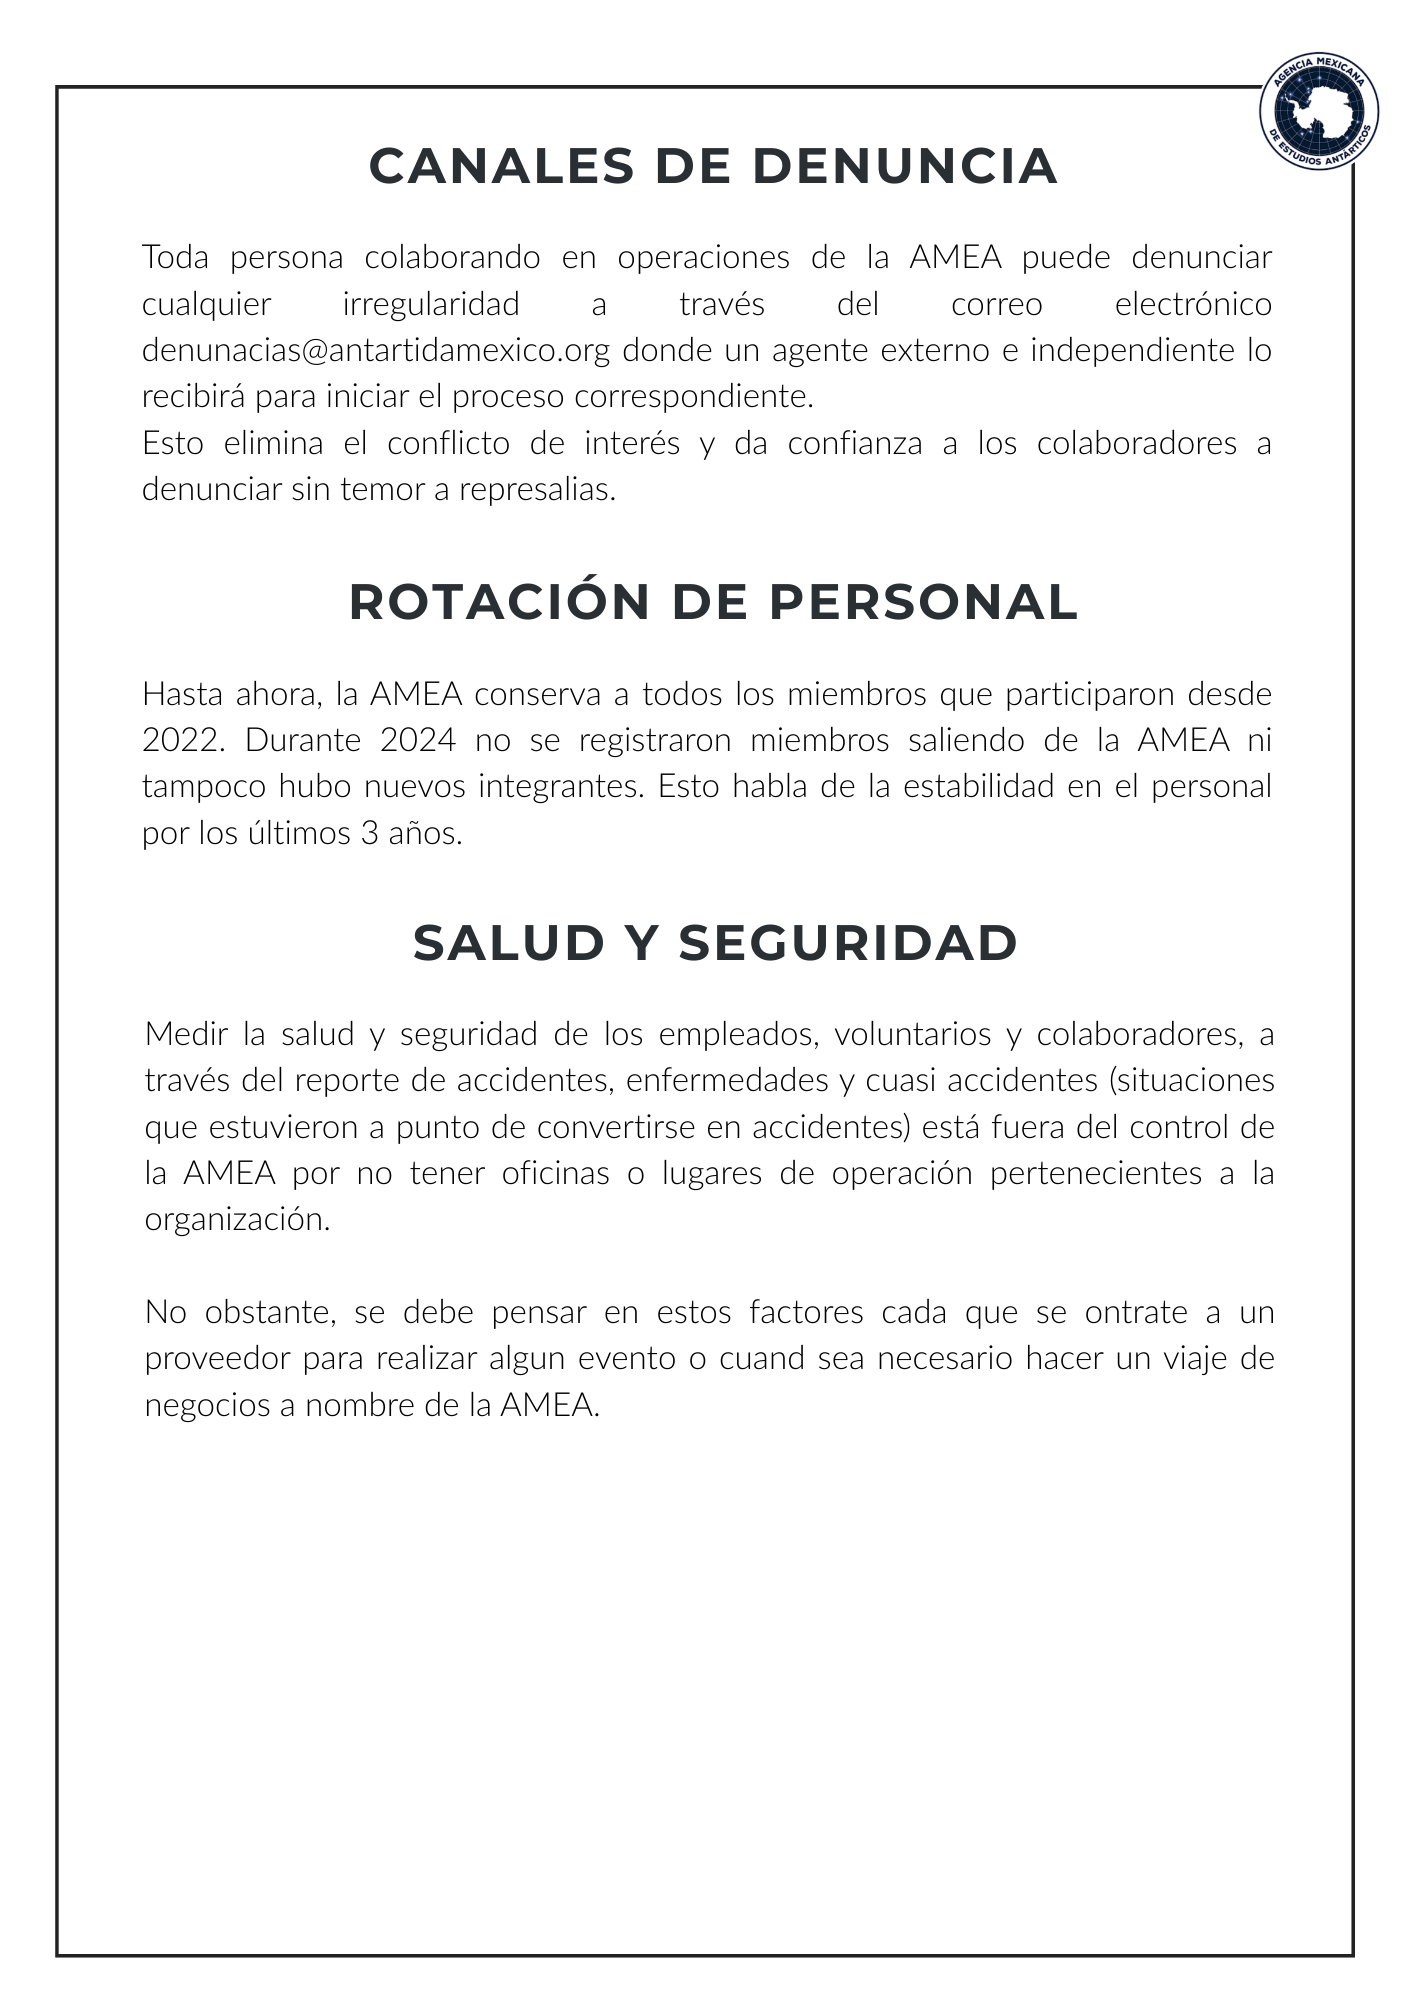 AGENCIA MEXICANA
DE ESTUDIOS ANTÁRTICOS
CANALES DE DENUNCIA
Toda persona colaborando en operaciones de la AMEA puede denunciar
cualquier irregularidad a través del correo electrónico
denunacias@antartidamexico.org donde un agente externo e independiente lo
recibirá para iniciar el proceso correspondiente.
Esto elimina el conflicto de interés y da confianza a los colaboradores a
denunciar sin temor a represalias.
ROTACIÓN DE PERSONAL
Hasta ahora, la AMEA conserva a todos los miembros que participaron desde
2022. Durante 2024 no se registraron miembros saliendo de la AMEA ni
tampoco hubo nuevos integrantes. Esto habla de la estabilidad en el personal
por los últimos 3 años.
SALUD Y SEGURIDAD
Medir la salud y seguridad de los empleados, voluntarios y colaboradores, a
través del reporte de accidentes, enfermedades y cuasi accidentes (situaciones
que estuvieron a punto de convertirse en accidentes) está fuera del control de
la AMEA por no tener oficinas o lugares de operación pertenecientes a la
organización.
No obstante, se debe pensar en estos factores cada que se ontrate a un
proveedor para realizar algun evento o cuand sea necesario hacer un viaje de
negocios a nombre de la AMEA.